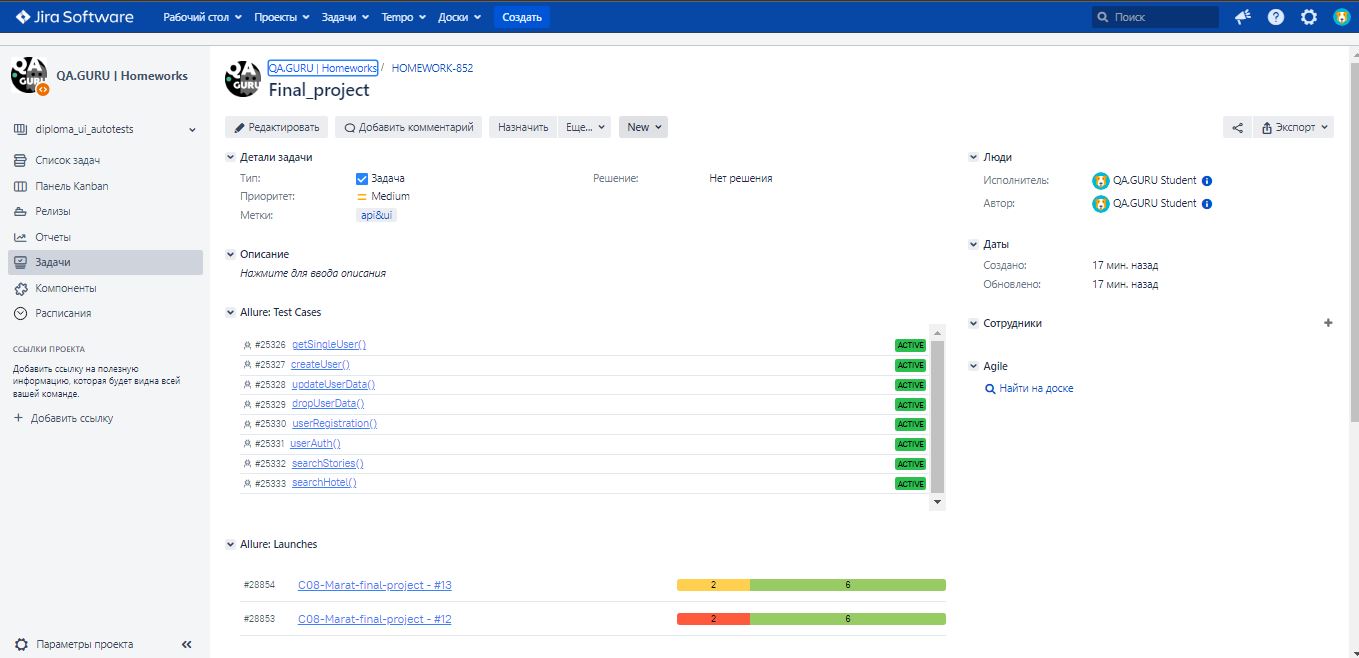 Jira Software Рабочий стол Проекты Задачи Tempo Доски Создать Поиск
QA.GURU | Homeworks
diploma_ui_autotests
Список задач
Панель Kanban
Релизы
Отчеты
Задачи
Компоненты
Расписания
ССЫЛКИ ПРОЕКТА
Добавить ссылку на полезную
информацию, которая будет видна всей
вашей команде.
+ Добавить ссылку
Параметры проекта «
QA GURU
QA.GURU | Homeworks / HOMEWORK-852
Final_project
Редактировать Добавить комментарий Назначить Еще... New Экспорт
Детали задачи
Тип: Задача Решение: Нет решения
Приоритет: Medium
Метки: api&ui
Описание
Нажмите для ввода описания
Allure: Test Cases
#25326 getSingleUser() ACTIVE
#25327 createUser() ACTIVE
#25328 updateUserData() ACTIVE
#25329 dropUserData() ACTIVE
#25330 userRegistration() ACTIVE
#25331 userAuth() ACTIVE
#25332 searchStories() ACTIVE
#25333 searchHotel() ACTIVE
Allure: Launches
#28854 C08-Marat-final-project - #13 2 6
#28853 C08-Marat-final-project - #12 2 6
Люди
Исполнитель: QA.GURU Student
Автор: QA.GURU Student
Даты
Создано: 17 мин. назад
Обновлено: 17 мин. назад
Сотрудники +
Agile
Найти на доске